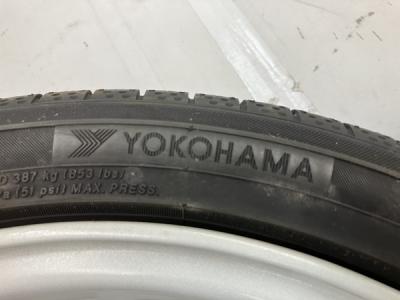 YOKOHAMA
387 kg (853 lbs)
(51 psi) MAX. PRESS.